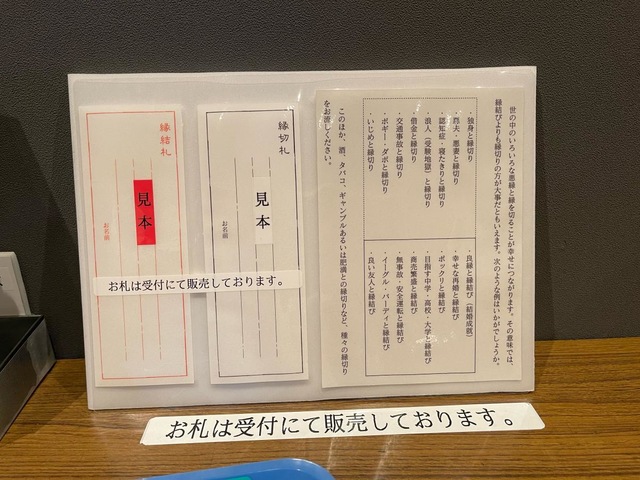 世の中のいろいろな悪縁と縁を切ることが幸せにつながります。その意味では、
縁結びよりも縁切りの方が大事だともいえます。次のような例はいかがでしょうか。
・独身と縁切り
・悪夫・悪妻と縁切り
・認知症・寝たきりと縁切り
・浪人（受験地獄）と縁切り
・借金と縁切り
・交通事故と縁切り
・ボギー・ダボと縁切り
・いじめと縁切り
・良縁と縁結び（結婚成就）
・幸せな再婚と縁結び
・ポックリと縁結び
・目指す中学・高校・大学と縁結び
・商売繁盛と縁結び
・無事故・安全運転と縁結び
・イーグル・バーディと縁結び
・良い友人と縁結び
このほか、酒、タバコ、ギャンブルあるいは肥満との縁切りなど、種々の縁切り
をお流しください。
縁切札
見本
お名前
縁結札
見本
お名前
お札は受付にて販売しております。
お札は受付にて販売しております。